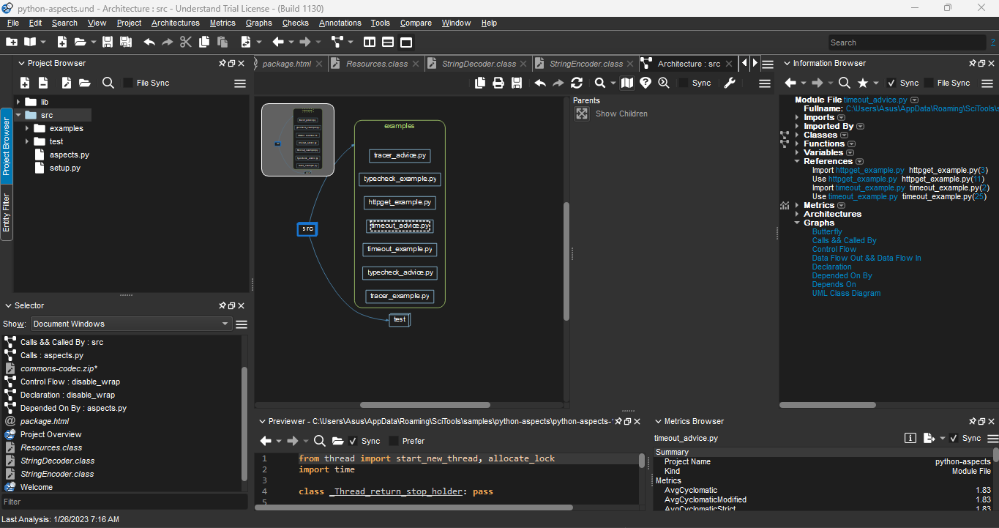 python-aspects.und - Architecture : src - Understand Trial License - (Build 1130)
File Edit Search View Project Architectures Metrics Graphs Checks Annotations Tools Compare Window Help
Search
?
Project Browser
File Sync
lib
src
examples
test
aspects.py
setup.py
Project Browser
Entity Filter
Selector
Show: Document Windows
Calls && Called By : src
Calls : aspects.py
commons-codec.zip*
Control Flow : disable_wrap
Declaration : disable_wrap
Depended On By : aspects.py
package.html
Project Overview
Resources.class
StringDecoder.class
StringEncoder.class
Welcome
Filter
Last Analysis: 1/26/2023 7:16 AM
package.html Resources.class StringDecoder.class StringEncoder.class Architecture : src
Sync
examples
tracer_advice.py
typecheck_example.py
httpget_example.py
timeout_advice.py
timeout_example.py
typecheck_advice.py
tracer_example.py
src
test
Parents
Show Children
Previewer - C:\Users\Asus\AppData\Roaming\SciTools\samples\python-aspects\python-aspects-
Sync Prefer
1 from thread import start_new_thread, allocate_lock
2 import time
3
4 class _Thread_return_stop_holder: pass
5
Information Browser
Sync File Sync
Module File timeout_advice.py
Fullname: C:\Users\Asus\AppData\Roaming\SciTools\s
Imports
Imported By
Classes
Functions
Variables
References
Import httpget_example.py httpget_example.py(3)
Use httpget_example.py httpget_example.py(11)
Import timeout_example.py timeout_example.py(2)
Use timeout_example.py timeout_example.py(25)
Metrics
Architectures
Graphs
Butterfly
Calls && Called By
Control Flow
Data Flow Out && Data Flow In
Declaration
Depended On By
Depends On
UML Class Diagram
Metrics Browser
timeout_advice.py
Sync
Summary
Project Name python-aspects
Kind Module File
Metrics
AvgCyclomatic 1.83
AvgCyclomaticModified 1.83
AvgCyclomaticStrict 1.83